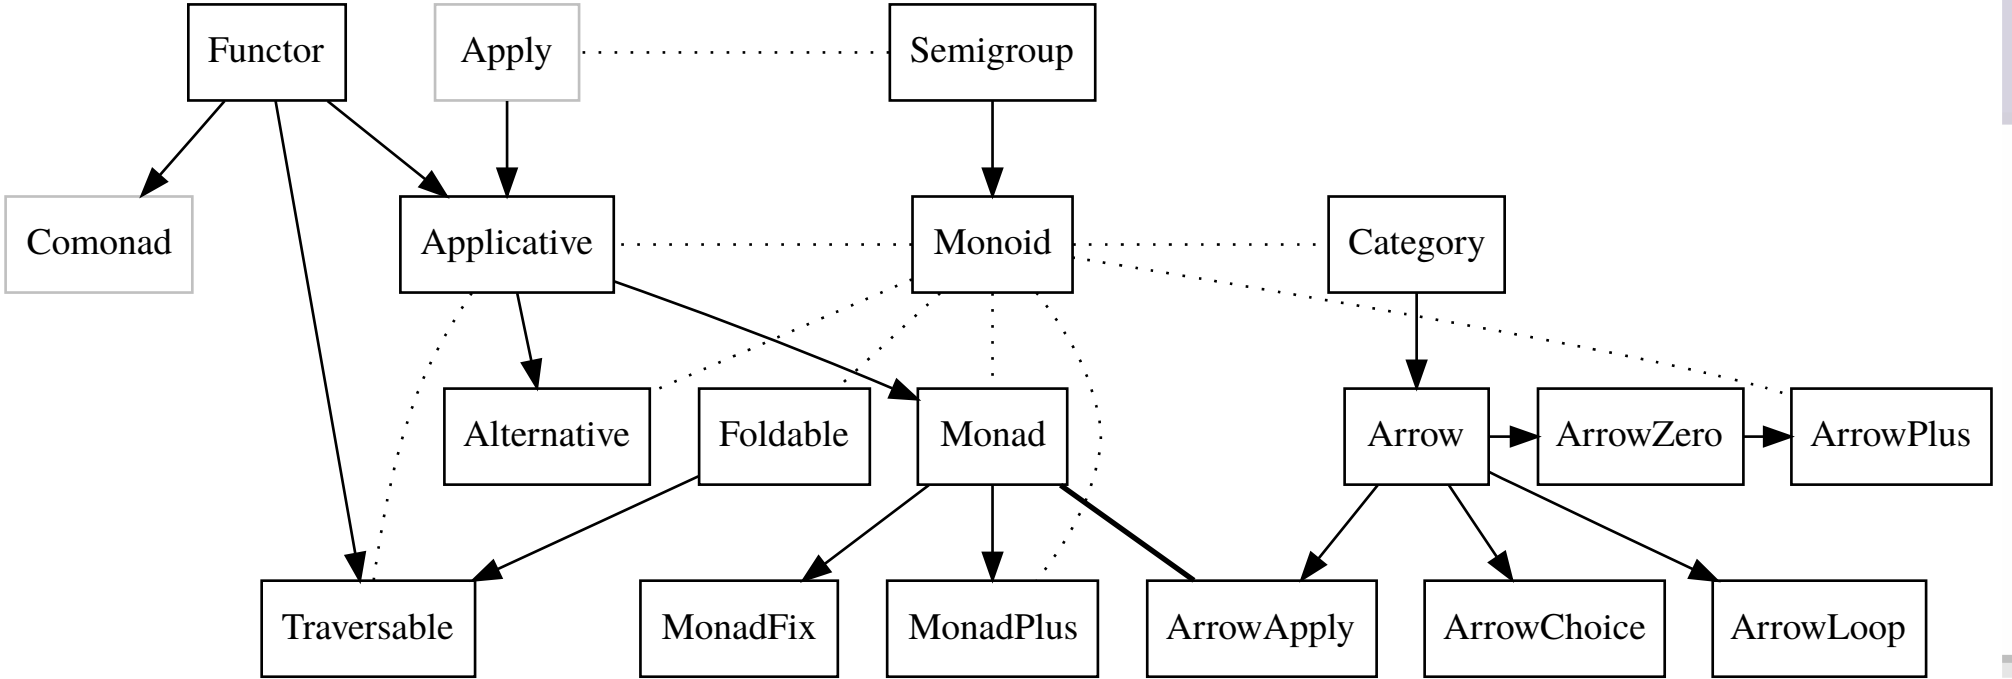 Functor
Apply
Semigroup
Comonad
Applicative
Monoid
Category
Alternative
Foldable
Monad
Arrow
ArrowZero
ArrowPlus
Traversable
MonadFix
MonadPlus
ArrowApply
ArrowChoice
ArrowLoop